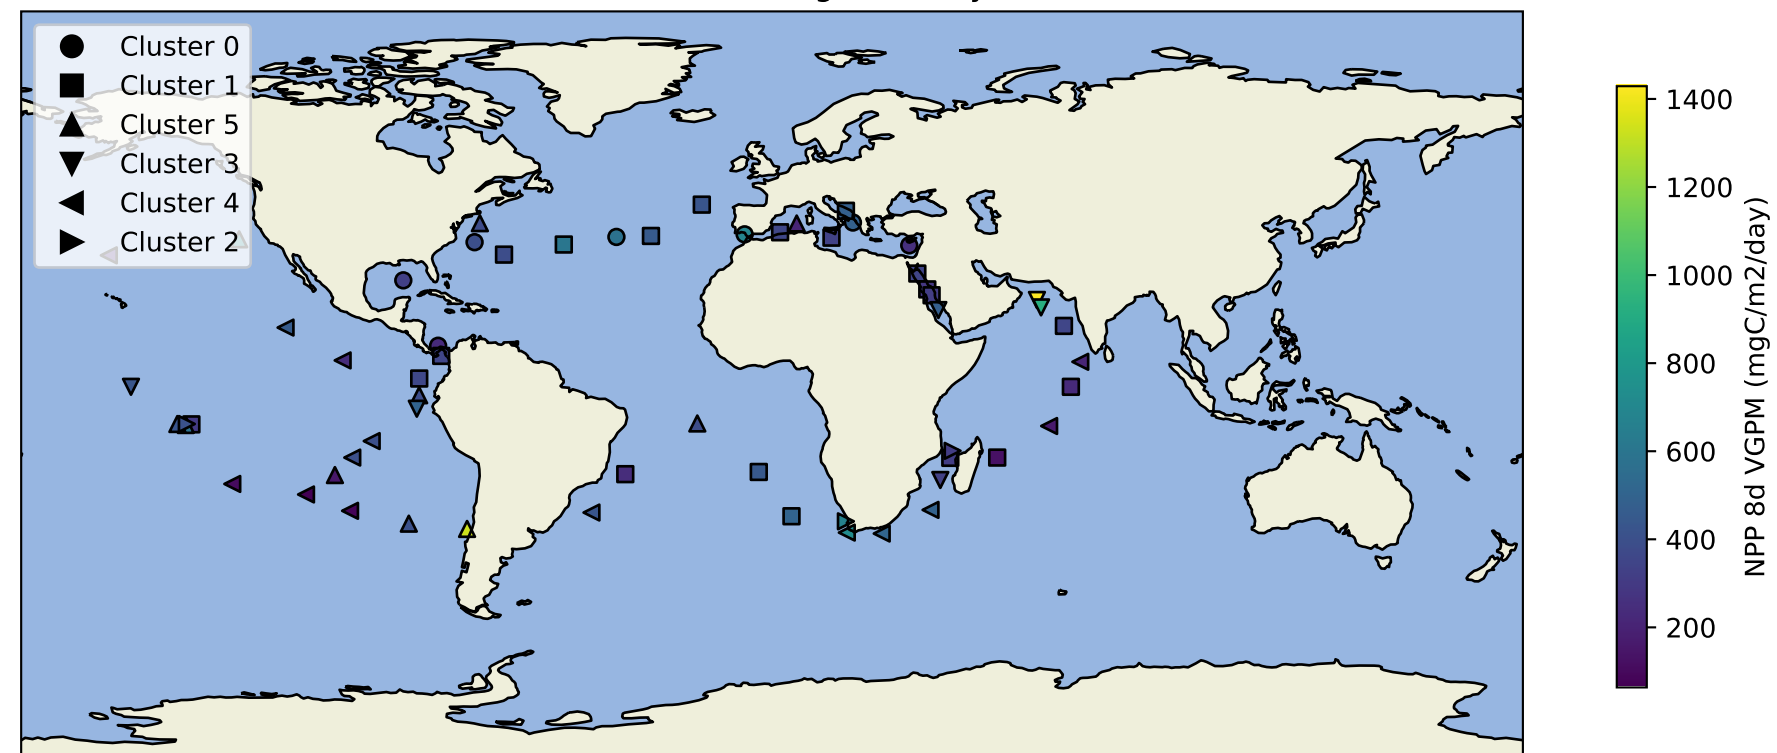 Cluster 0
Cluster 1
Cluster 5
Cluster 3
Cluster 4
Cluster 2
1400
1200
1000
800
600
400
200
NPP 8d VGPM (mgC/m2/day)